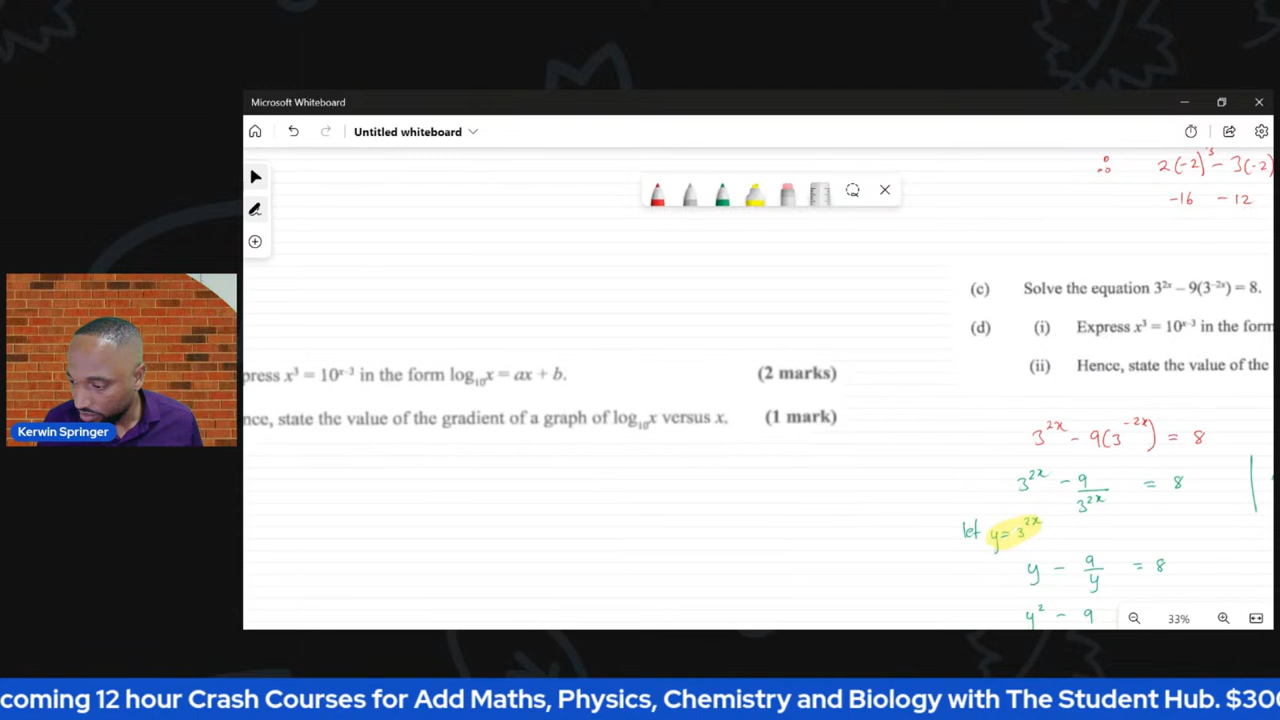 Microsoft Whiteboard
Untitled whiteboard
∴ 2(-2)³ - 3(-2)
-16 - 12
(c) Solve the equation 3²ˣ – 9(3⁻²ˣ) = 8.
(d) (i) Express x³ = 10ˣ⁻³ in the form
(ii) Hence, state the value of the
press x³ = 10ˣ⁻³ in the form log₁₀x = ax + b. (2 marks)
nce, state the value of the gradient of a graph of log₁₀x versus x. (1 mark)
3²ˣ - 9(3⁻²ˣ) = 8
3²ˣ - 9/3²ˣ = 8
let y = 3²ˣ
y - 9/y = 8
y² - 9
33%
Kerwin Springer
coming 12 hour Crash Courses for Add Maths, Physics, Chemistry and Biology with The Student Hub. $300